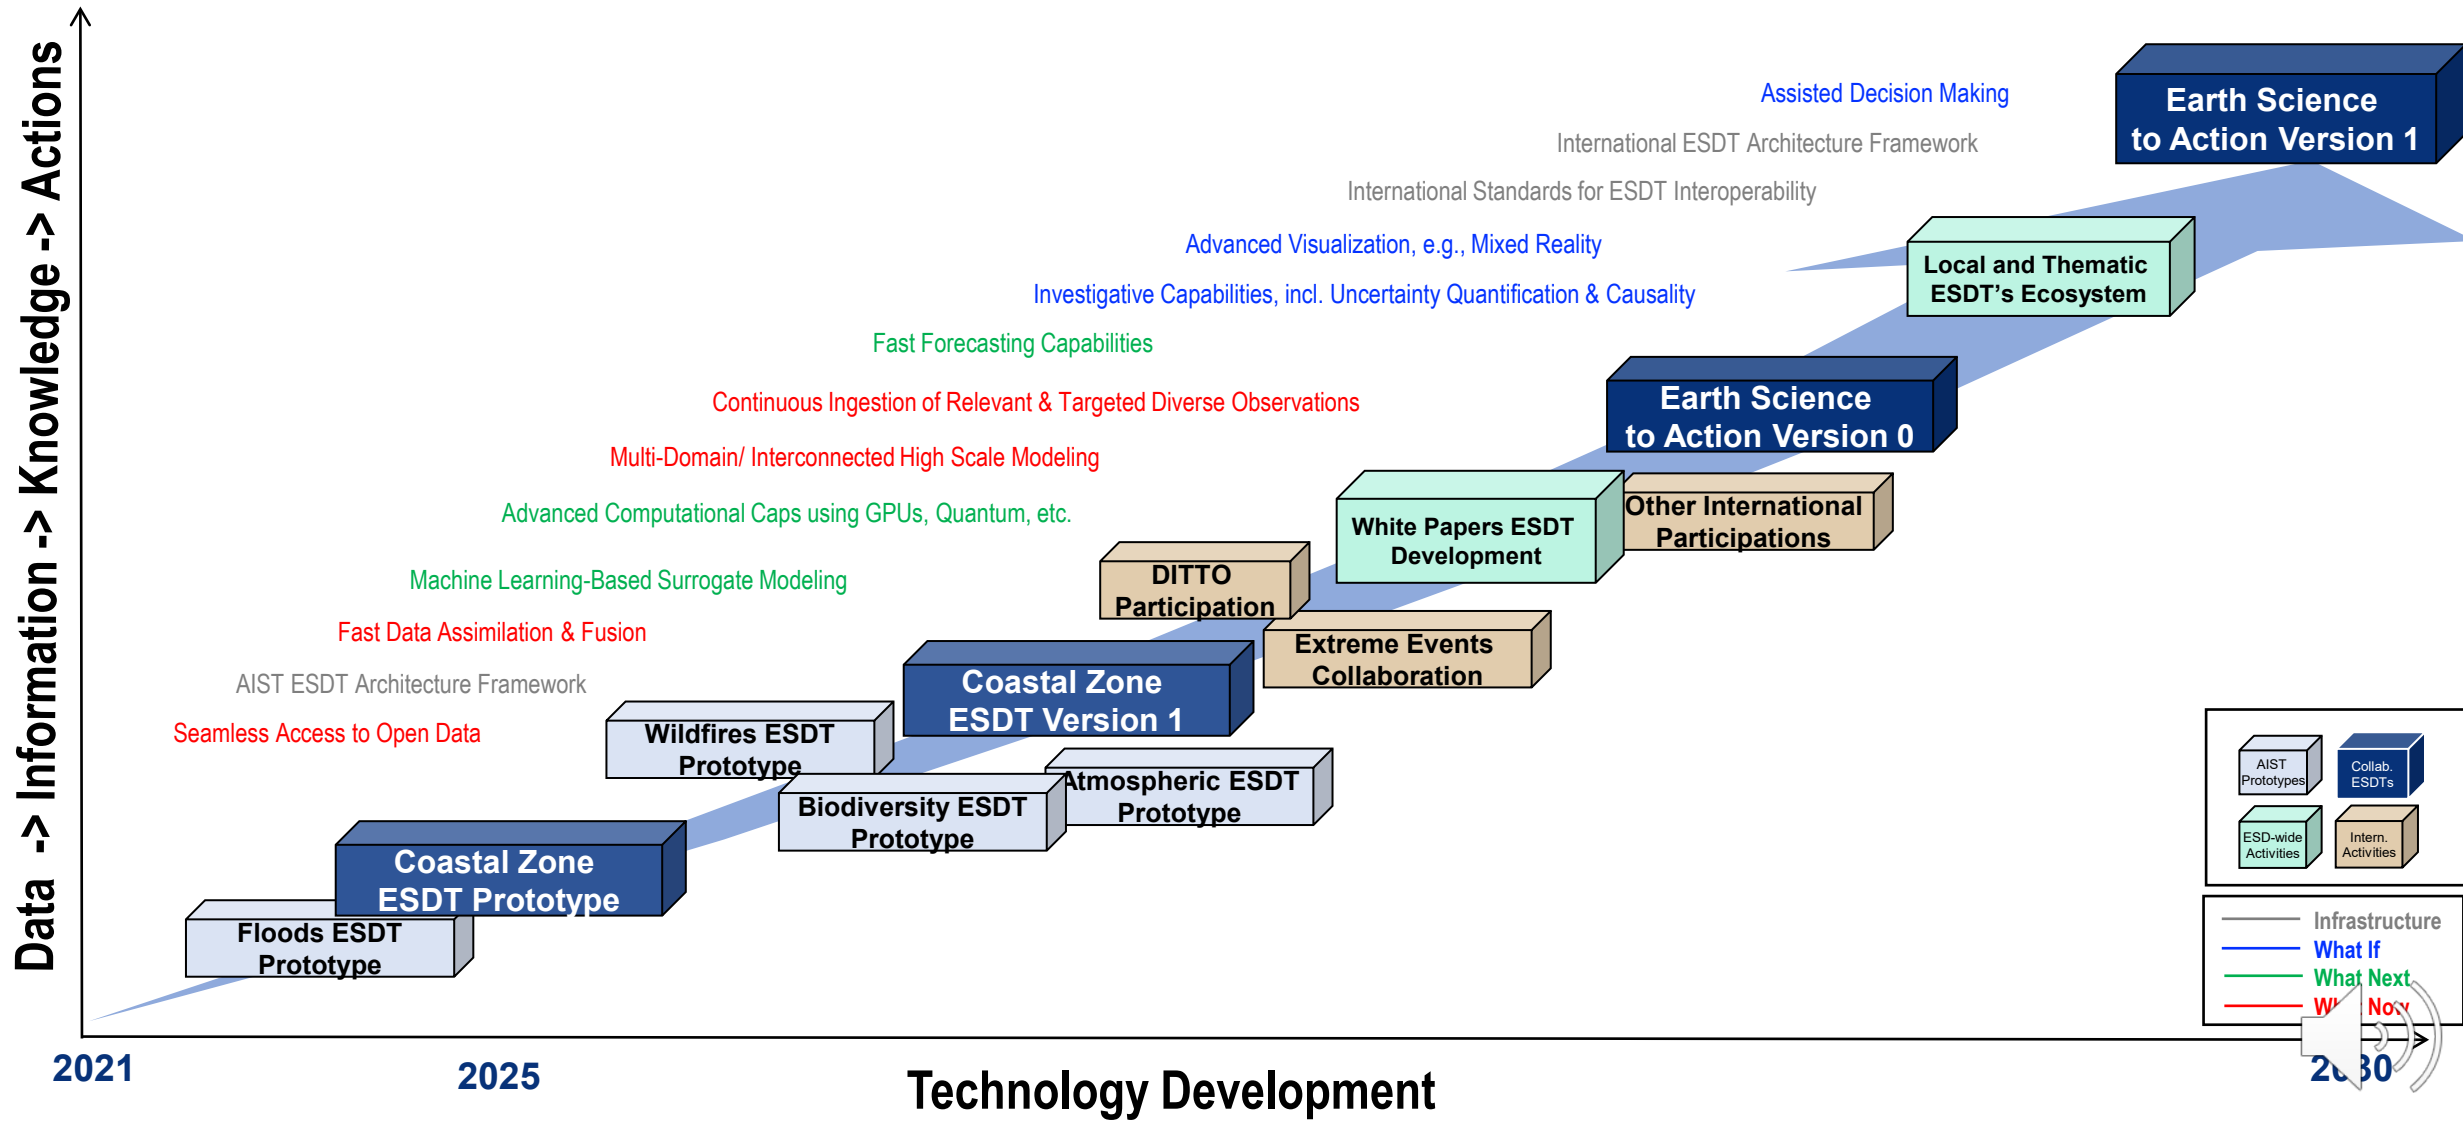 Data -> Information -> Knowledge -> Actions
Assisted Decision Making
International ESDT Architecture Framework
International Standards for ESDT Interoperability
Advanced Visualization, e.g., Mixed Reality
Investigative Capabilities, incl. Uncertainty Quantification & Causality
Fast Forecasting Capabilities
Continuous Ingestion of Relevant & Targeted Diverse Observations
Multi-Domain/ Interconnected High Scale Modeling
Advanced Computational Caps using GPUs, Quantum, etc.
Machine Learning-Based Surrogate Modeling
Fast Data Assimilation & Fusion
AIST ESDT Architecture Framework
Seamless Access to Open Data
Earth Science
to Action Version 1
Local and Thematic
ESDT's Ecosystem
Earth Science
to Action Version 0
Other International
Participations
White Papers ESDT
Development
DITTO
Participation
Extreme Events
Collaboration
Coastal Zone
ESDT Version 1
Wildfires ESDT
Prototype
Atmospheric ESDT
Prototype
Biodiversity ESDT
Prototype
Coastal Zone
ESDT Prototype
Floods ESDT
Prototype
AIST
Prototypes
Collab.
ESDTs
ESD-wide
Activities
Intern.
Activities
Infrastructure
What If
What Next
What Now
2021
2025
2030
Technology Development